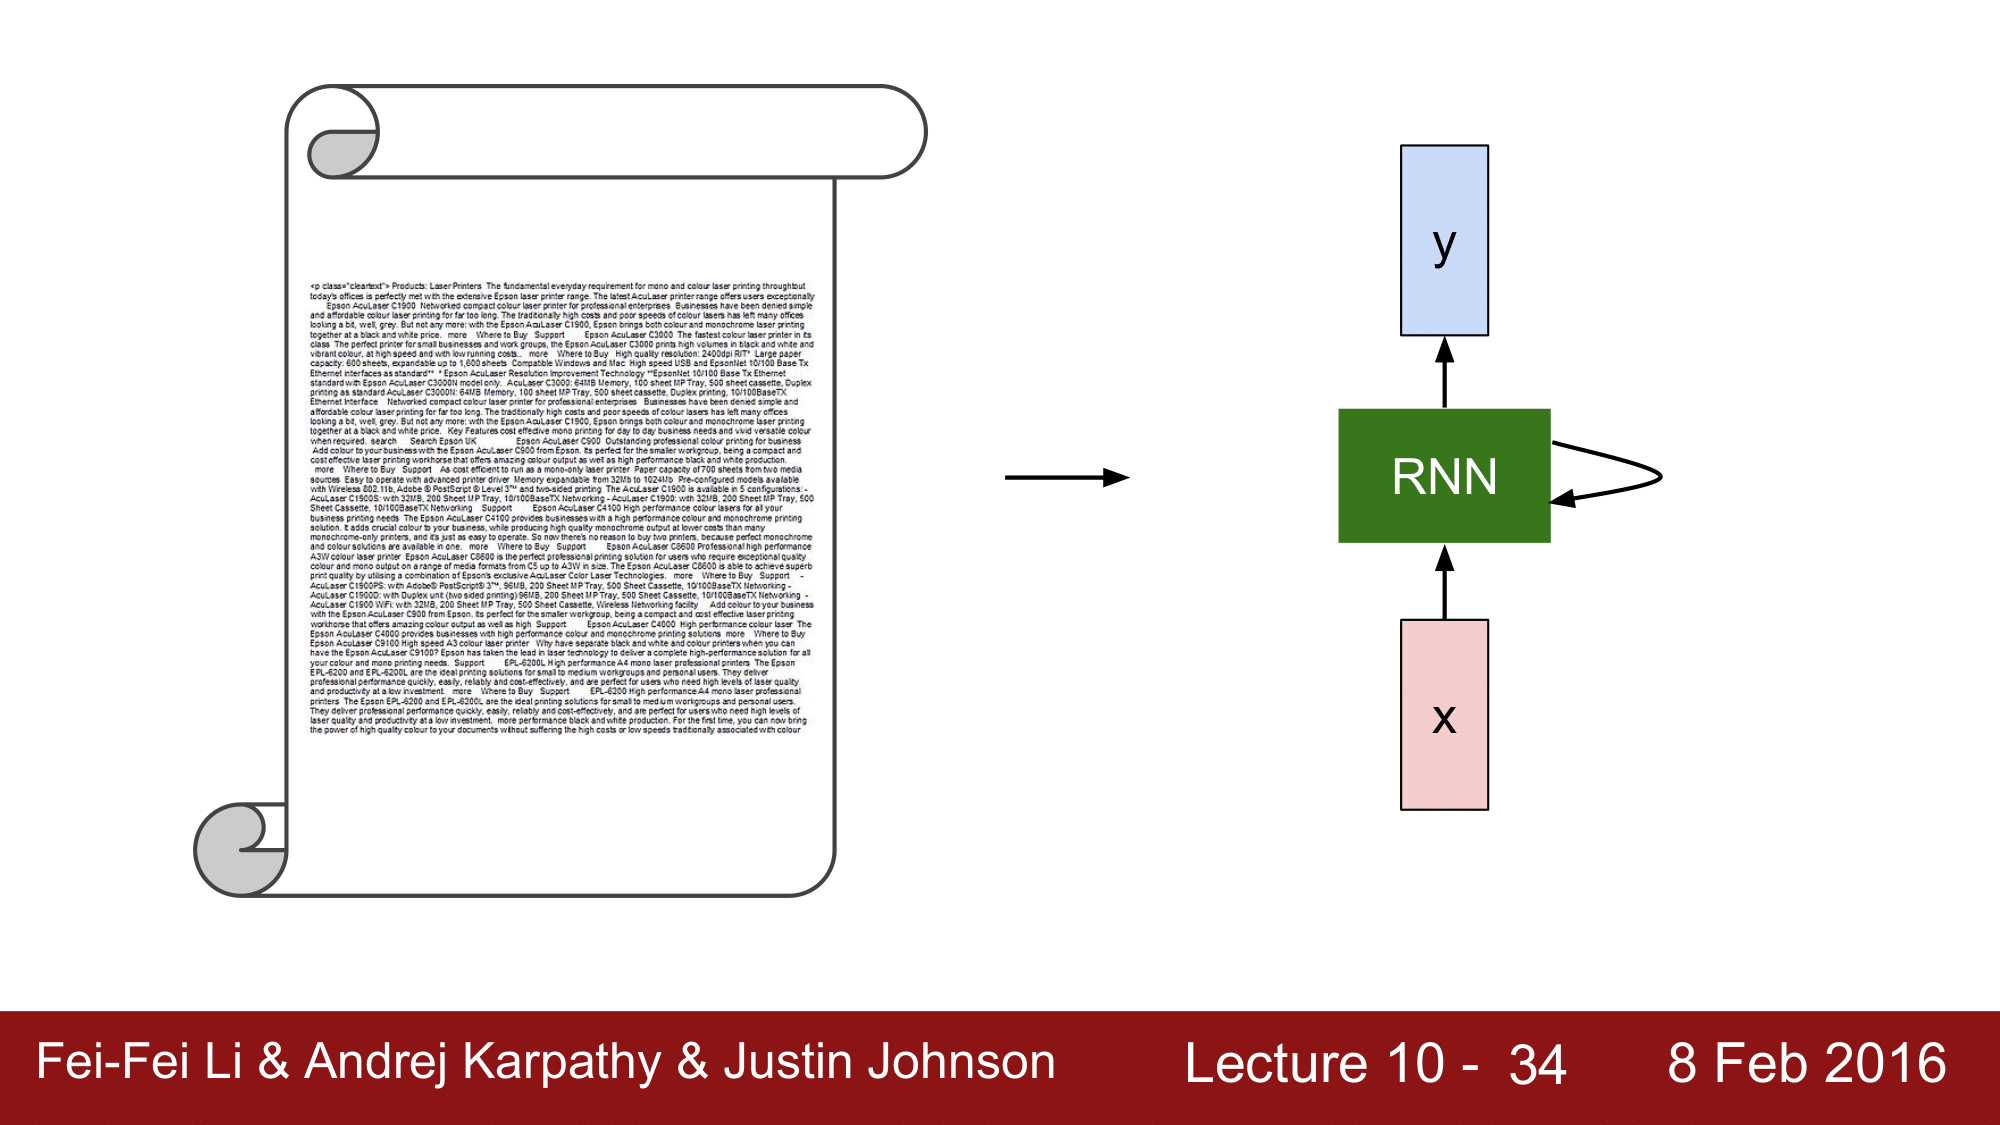 <p class="cleartext"> Products: Laser Printers The fundamental everyday requirement for mono and colour laser printing throughtout
today's offices is perfectly met with the extensive Epson laser printer range. The latest AcuLaser printer range offers users exceptionally
Epson AcuLaser C1900 Networked compact colour laser printer for professional enterprises Businesses have been denied simple
and affordable colour laser printing for far too long. The traditionally high costs and poor speeds of colour lasers has left many offices
looking a bit, well, grey. But not any more: with the Epson AcuLaser C1900, Epson brings both colour and monochrome laser printing
together at a black and white price. more Where to Buy Support Epson AcuLaser C3000 The fastest colour laser printer in its
class The perfect printer for small businesses and work groups, the Epson AcuLaser C3000 prints high volumes in black and white and
vibrant colour, at high speed and with low running costs... more Where to Buy High quality resolution: 2400dpi RIT* Large paper
capacity: 600 sheets, expandable up to 1,600 sheets Compatible Windows and Mac High speed USB and EpsonNet 10/100 Base Tx
Ethernet interfaces as standard** * Epson AcuLaser Resolution Improvement Technology **EpsonNet 10/100 Base Tx Ethernet
standard with Epson AcuLaser C3000N model only. AcuLaser C3000: 64MB Memory, 100 sheet MP Tray, 500 sheet cassette, Duplex
printing as standard AcuLaser C3000N: 64MB Memory, 100 sheet MP Tray, 500 sheet cassette, Duplex printing, 10/100BaseTX
Ethernet Interface Networked compact colour laser printer for professional enterprises Businesses have been denied simple and
affordable colour laser printing for far too long. The traditionally high costs and poor speeds of colour lasers has left many offices
looking a bit, well, grey. But not any more: with the Epson AcuLaser C1900, Epson brings both colour and monochrome laser printing
together at a black and white price. Key Features cost effective mono printing for day to day business needs and vivid versatile colour
when required. search Search Epson UK Epson AcuLaser C900 Outstanding professional colour printing for business
Add colour to your business with the Epson AcuLaser C900 from Epson. Its perfect for the smaller workgroup, being a compact and
cost effective laser printing workhorse that offers amazing colour output as well as high performance black and white production.
more Where to Buy Support As cost efficient to run as a mono-only laser printer Paper capacity of 700 sheets from two media
sources Easy to operate with advanced printer driver Memory expandable from 32Mb to 1024Mb Pre-configured models available
with Wireless 802.11b, Adobe ® PostScript ® Level 3™ and two-sided printing The AcuLaser C1900 is available in 5 configurations: -
AcuLaser C1900S: with 32MB, 200 Sheet MP Tray, 10/100BaseTX Networking - AcuLaser C1900: with 32MB, 200 Sheet MP Tray, 500
Sheet Cassette, 10/100BaseTX Networking Support Epson AcuLaser C4100 High performance colour lasers for all your
business printing needs The Epson AcuLaser C4100 provides businesses with a high performance colour and monochrome printing
solution. It adds crucial colour to your business, while producing high quality monochrome output at lower costs than many
monochrome-only printers, and it's just as easy to operate. So now there's no reason to buy two printers, because perfect monochrome
and colour solutions are available in one. more Where to Buy Support Epson AcuLaser C8600 Professional high performance
A3W colour laser printer Epson AcuLaser C8600 is the perfect professional printing solution for users who require exceptional quality
colour and mono output on a range of media formats from C5 up to A3W in size. The Epson AcuLaser C8600 is able to achieve superb
print quality by utilising a combination of Epson's exclusive AcuLaser Color Laser Technologies. more Where to Buy Support -
AcuLaser C1900PS: with Adobe® PostScript® 3™, 96MB, 200 Sheet MP Tray, 500 Sheet Cassette, 10/100BaseTX Networking -
AcuLaser C1900D: with Duplex unit (two sided printing) 96MB, 200 Sheet MP Tray, 500 Sheet Cassette, 10/100BaseTX Networking -
AcuLaser C1900 WiFi: with 32MB, 200 Sheet MP Tray, 500 Sheet Cassette, Wireless Networking facility Add colour to your business
with the Epson AcuLaser C900 from Epson. Its perfect for the smaller workgroup, being a compact and cost effective laser printing
workhorse that offers amazing colour output as well as high Support Epson AcuLaser C4000 High performance colour laser The
Epson AcuLaser C4000 provides businesses with high performance colour and monochrome printing solutions more Where to Buy
Epson AcuLaser C9100 High speed A3 colour laser printer Why have separate black and white and colour printers when you can
have the Epson AcuLaser C9100? Epson has taken the lead in laser technology to deliver a complete high-performance solution for all
your colour and mono printing needs. Support EPL-6200L High performance A4 mono laser professional printers The Epson
EPL-6200 and EPL-6200L are the ideal printing solutions for small to medium workgroups and personal users. They deliver
professional performance quickly, easily, reliably and cost-effectively, and are perfect for users who need high levels of laser quality
and productivity at a low investment. more Where to Buy Support EPL-6200 High performance A4 mono laser professional
printers The Epson EPL-6200 and EPL-6200L are the ideal printing solutions for small to medium workgroups and personal users.
They deliver professional performance quickly, easily, reliably and cost-effectively, and are perfect for users who need high levels of
laser quality and productivity at a low investment. more performance black and white production. For the first time, you can now bring
the power of high quality colour to your documents without suffering the high costs or low speeds traditionally associated with colour
y
RNN
x
Fei-Fei Li & Andrej Karpathy & Justin Johnson
Lecture 10 - 34
8 Feb 2016